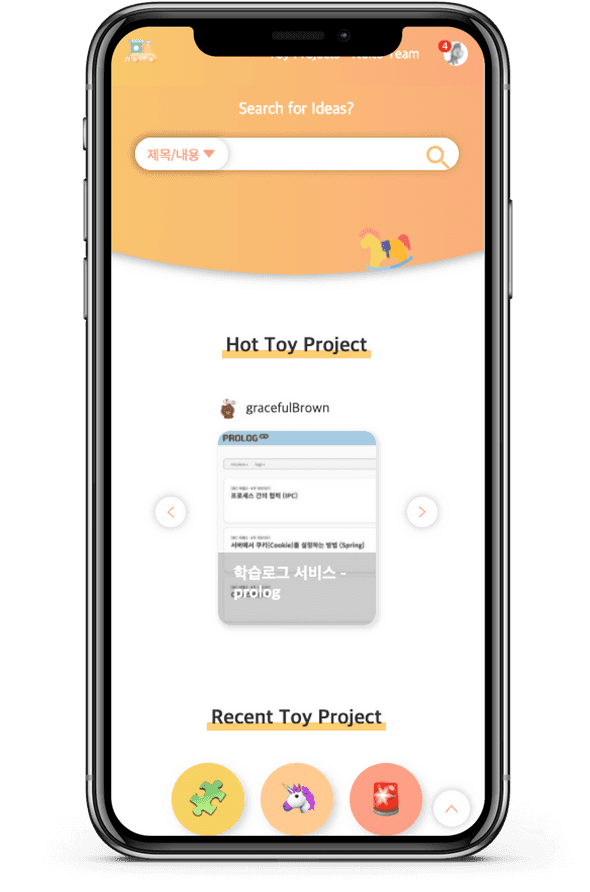 Toy Projects Nolto Team
4
Search for Ideas?
제목/내용
Hot Toy Project
gracefulBrown
PROLOG
프로세스 간의 협력 (IPC)
서버에서 쿠키(Cookie)를 설정하는 방법 (Spring)
학습로그 서비스 -
prolog
Recent Toy Project